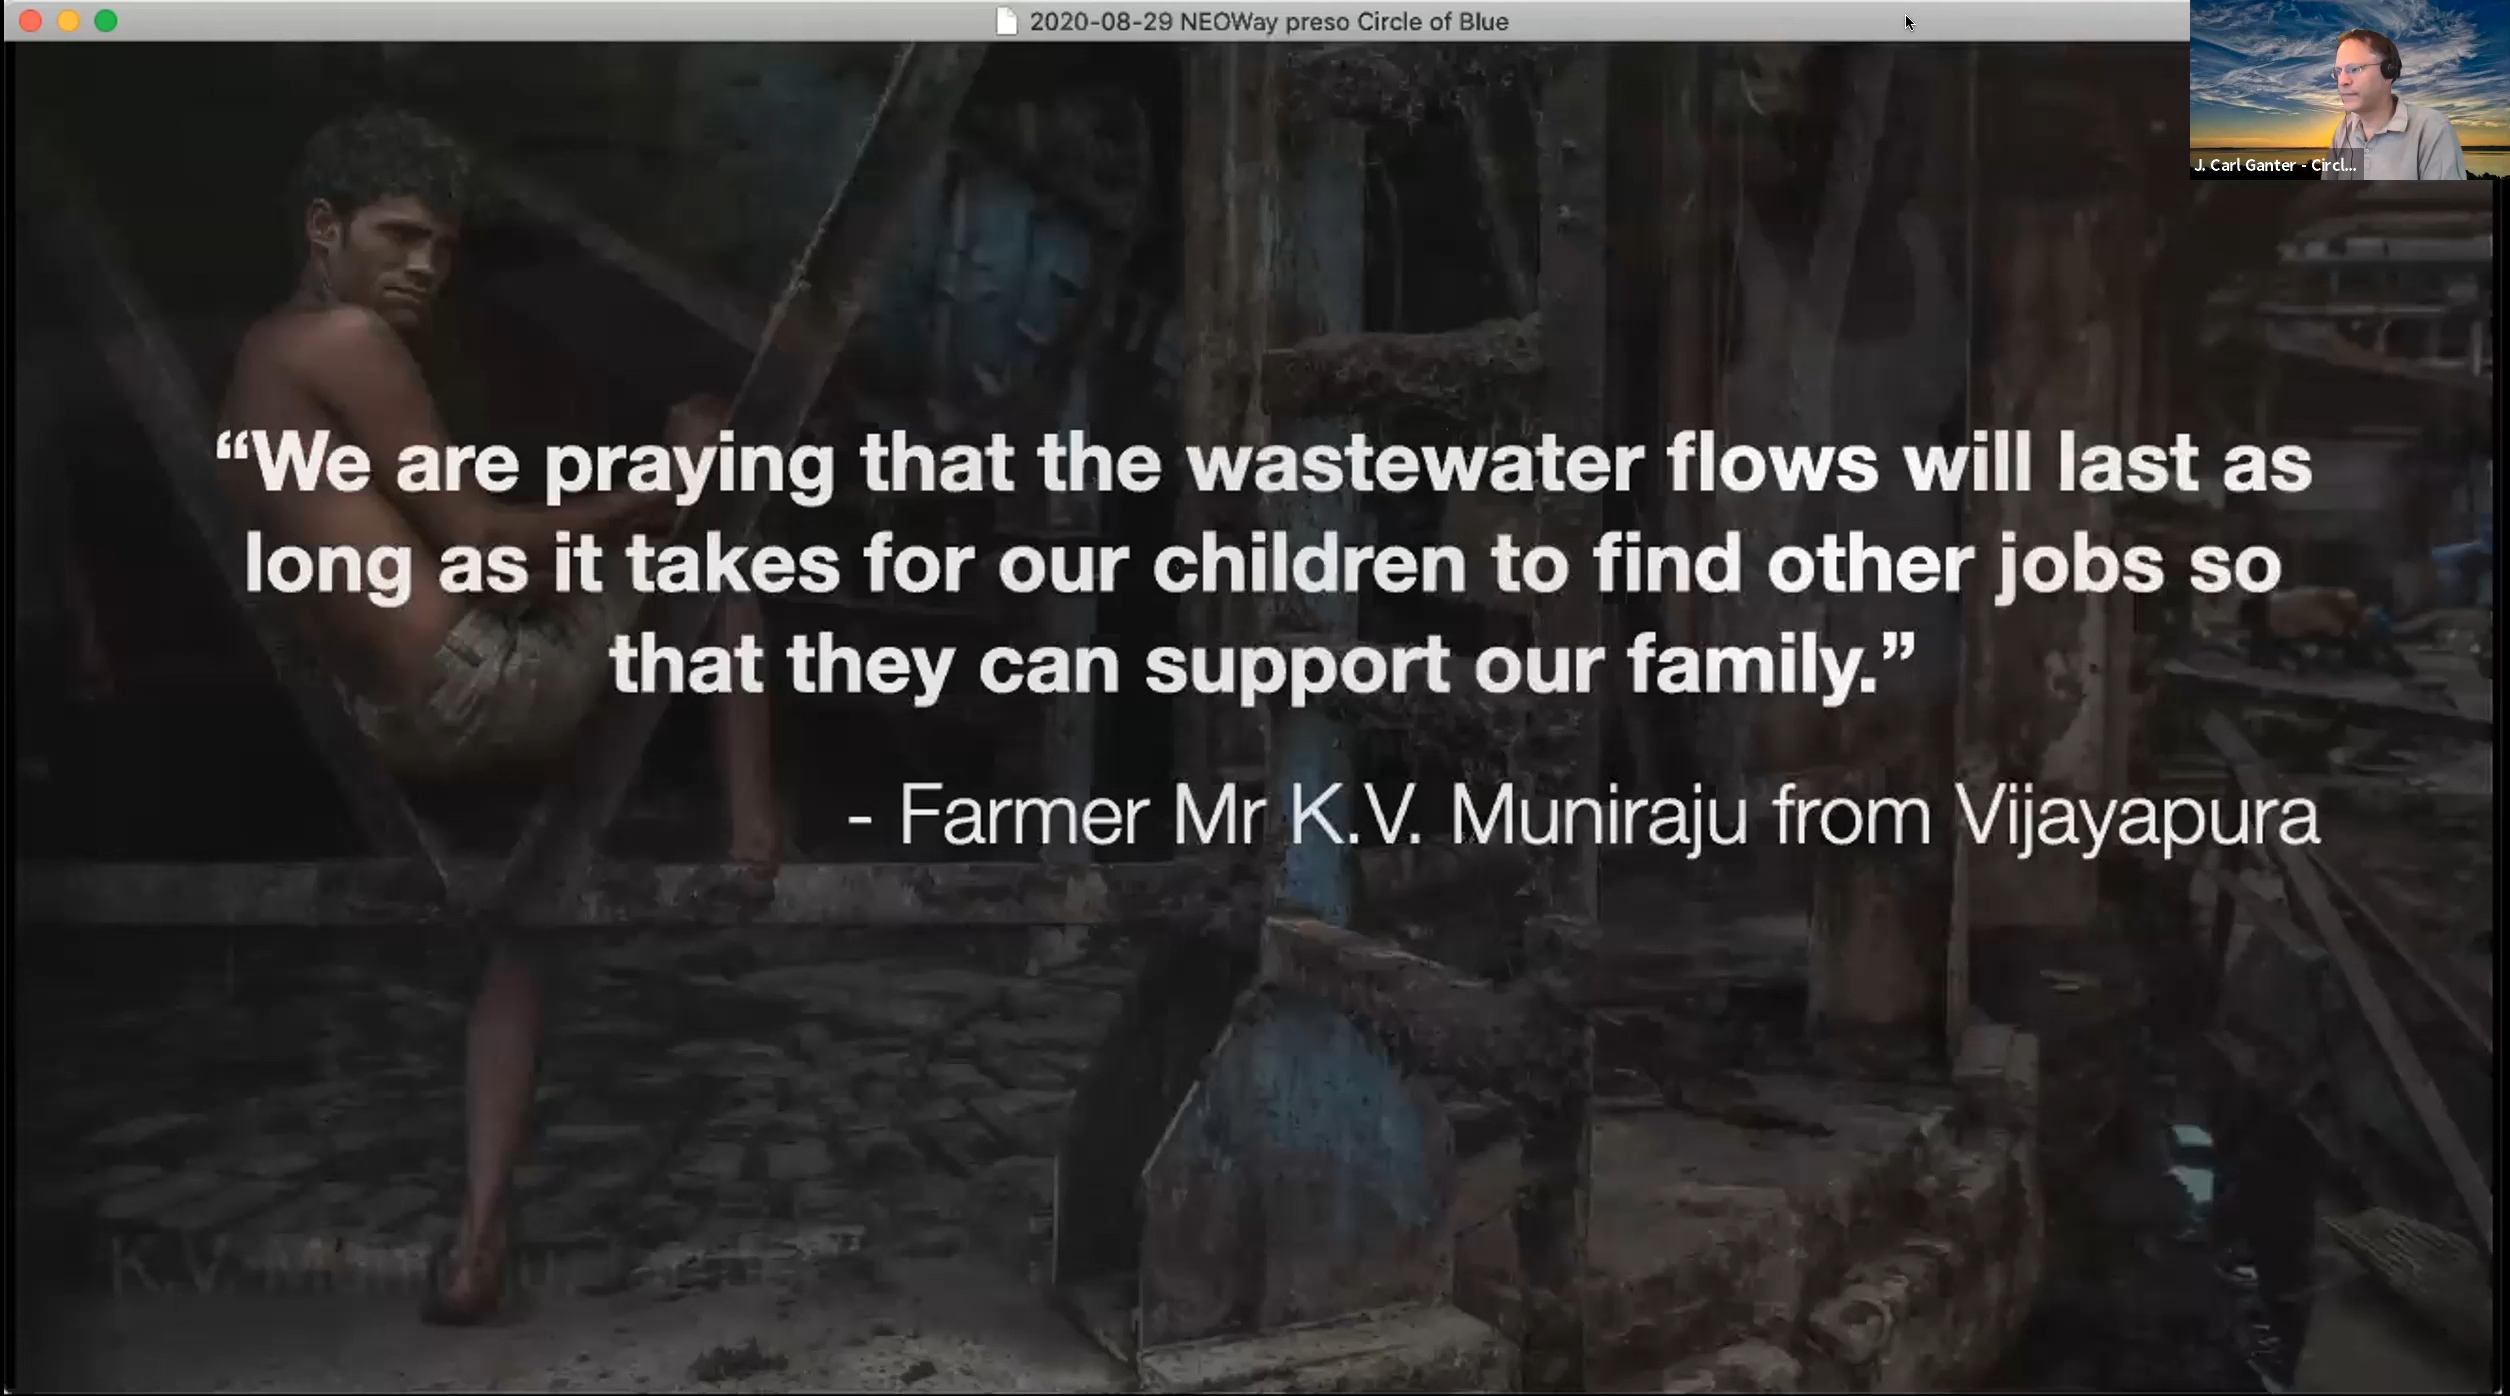 2020-08-29 NEOWay preso Circle of Blue
J. Carl Ganter - Circl...
“We are praying that the wastewater flows will last as
long as it takes for our children to find other jobs so
that they can support our family.”
- Farmer Mr K.V. Muniraju from Vijayapura
K.V.